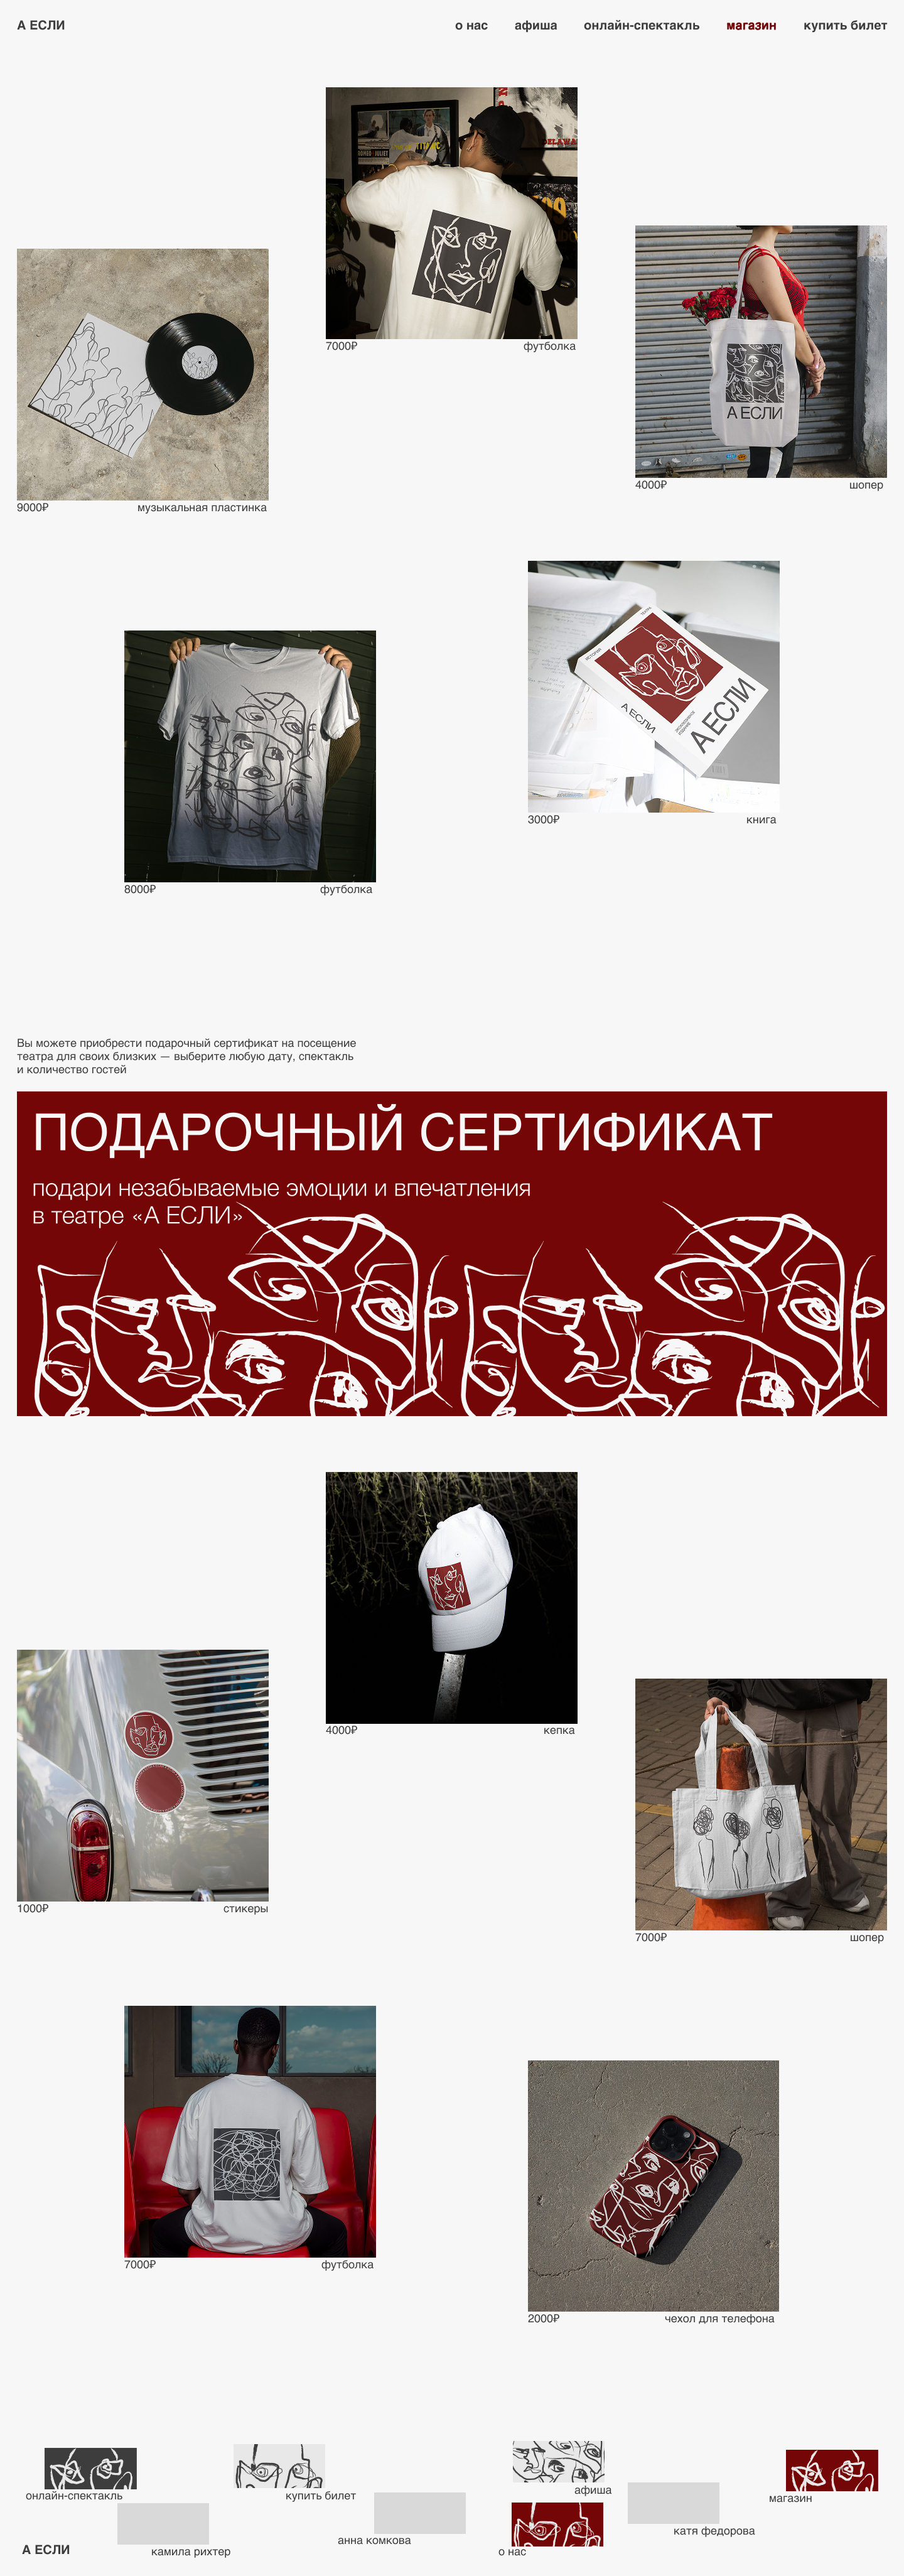 А ЕСЛИ
о нас
афиша
онлайн-спектакль
магазин
купить билет
7000₽
футболка
А ЕСЛИ
9000₽
музыкальная пластинка
4000₽
шопер
А ЕСЛИ
А ЕСЛИ
8000₽
футболка
3000₽
книга
Вы можете приобрести подарочный сертификат на посещение
театра для своих близких — выберите любую дату, спектакль
и количество гостей
ПОДАРОЧНЫЙ СЕРТИФИКАТ
подари незабываемые эмоции и впечатления
в театре «А ЕСЛИ»
4000₽
кепка
1000₽
стикеры
7000₽
шопер
7000₽
футболка
2000₽
чехол для телефона
онлайн-спектакль
купить билет
афиша
магазин
камила рихтер
анна комкова
о нас
катя федорова
А ЕСЛИ